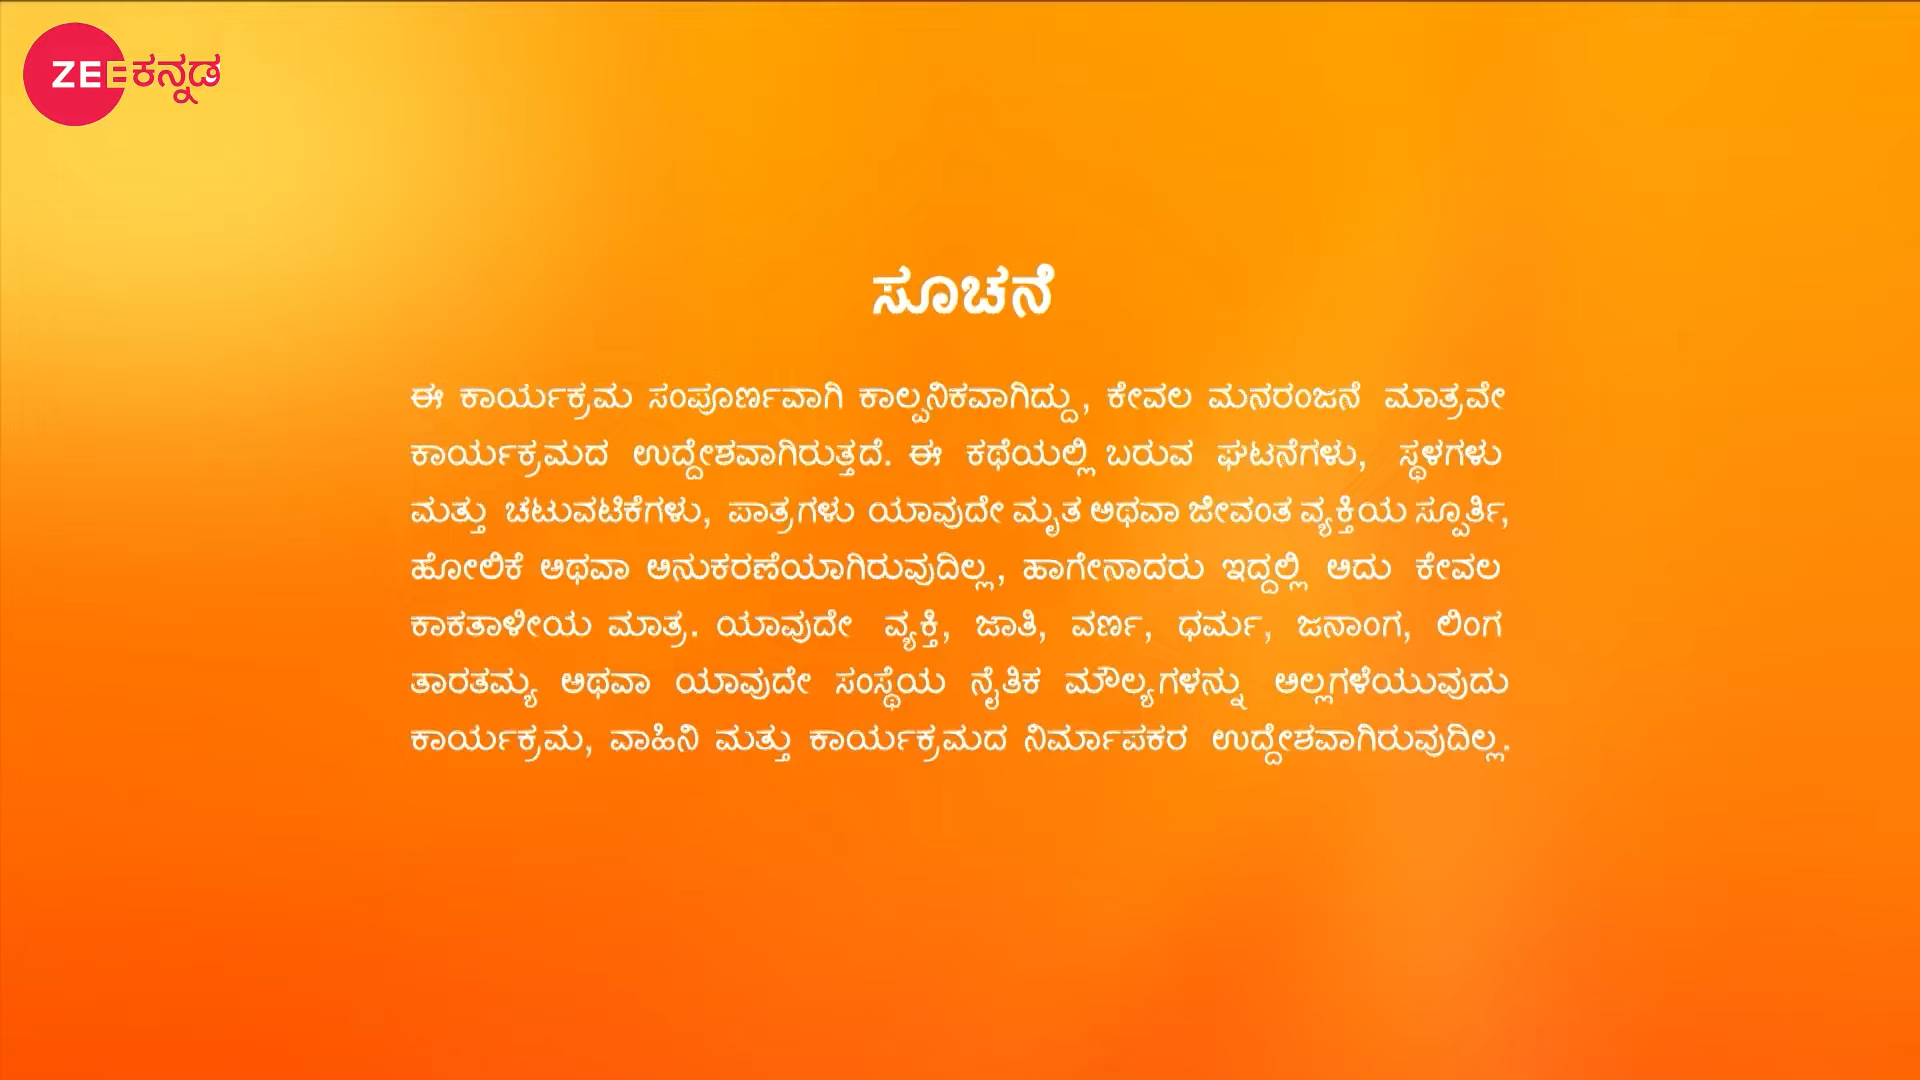 ZEEಕನ್ನಡ
ಸೂಚನೆ
ಈ ಕಾರ್ಯಕ್ರಮ ಸಂಪೂರ್ಣವಾಗಿ ಕಾಲ್ಪನಿಕವಾಗಿದ್ದು, ಕೇವಲ ಮನರಂಜನೆ ಮಾತ್ರವೇ
ಕಾರ್ಯಕ್ರಮದ ಉದ್ದೇಶವಾಗಿರುತ್ತದೆ. ಈ ಕಥೆಯಲ್ಲಿ ಬರುವ ಘಟನೆಗಳು, ಸ್ಥಳಗಳು
ಮತ್ತು ಚಟುವಟಿಕೆಗಳು, ಪಾತ್ರಗಳು ಯಾವುದೇ ಮೃತ ಅಥವಾ ಜೀವಂತ ವ್ಯಕ್ತಿಯ ಸ್ಪೂರ್ತಿ,
ಹೋಲಿಕೆ ಅಥವಾ ಅನುಕರಣೆಯಾಗಿರುವುದಿಲ್ಲ, ಹಾಗೇನಾದರು ಇದ್ದಲ್ಲಿ ಅದು ಕೇವಲ
ಕಾಕತಾಳೀಯ ಮಾತ್ರ. ಯಾವುದೇ ವ್ಯಕ್ತಿ, ಜಾತಿ, ವರ್ಣ, ಧರ್ಮ, ಜನಾಂಗ, ಲಿಂಗ
ತಾರತಮ್ಯ ಅಥವಾ ಯಾವುದೇ ಸಂಸ್ಥೆಯ ನೈತಿಕ ಮೌಲ್ಯಗಳನ್ನು ಅಲ್ಲಗಳೆಯುವುದು
ಕಾರ್ಯಕ್ರಮ, ವಾಹಿನಿ ಮತ್ತು ಕಾರ್ಯಕ್ರಮದ ನಿರ್ಮಾಪಕರ ಉದ್ದೇಶವಾಗಿರುವುದಿಲ್ಲ.